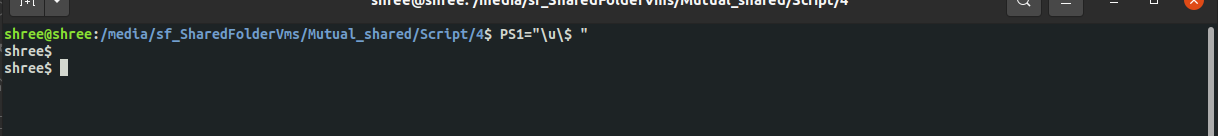 shree@shree: /media/sf_SharedFolderVms/Mutual_shared/Script/4
shree@shree:/media/sf_SharedFolderVms/Mutual_shared/Script/4$ PS1="\u\$ "
shree$
shree$